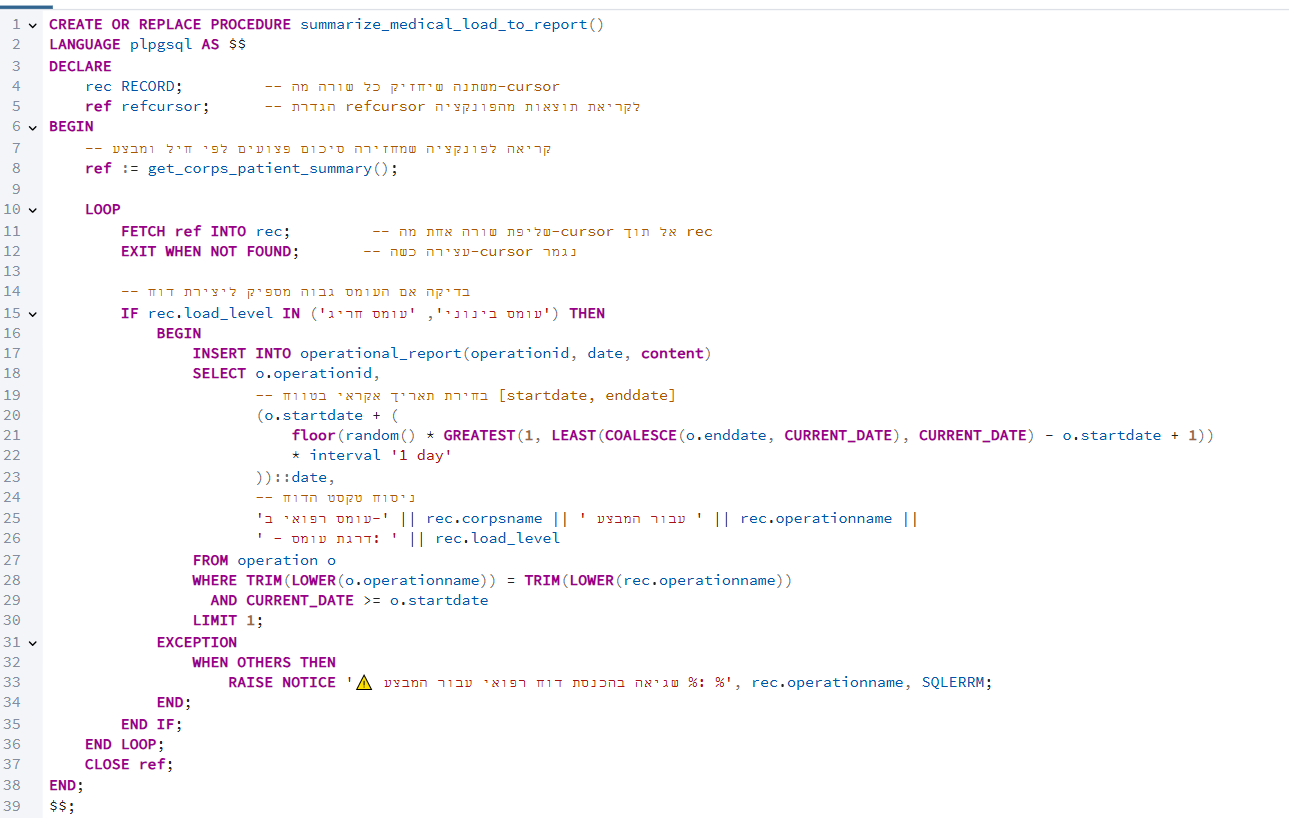 1 CREATE OR REPLACE PROCEDURE summarize_medical_load_to_report()
2 LANGUAGE plpgsql AS $$
3 DECLARE
4     rec RECORD;         -- משתנה שיחזיק כל שורה מה-cursor
5     ref refcursor;      -- הגדרת refcursor לקריאת תוצאות מהפונקציה
6 BEGIN
7     -- קריאה לפונקציה שמחזירה סיכום פצועים לפי חיל ומבצע
8     ref := get_corps_patient_summary();
9
10     LOOP
11         FETCH ref INTO rec;         -- שליפת שורה אחת מה-cursor אל תוך rec
12         EXIT WHEN NOT FOUND;       -- עצירה כשה-cursor נגמר
13
14         -- בדיקה אם העומס גבוה מספיק ליצירת דוח
15         IF rec.load_level IN ('עומס חריג', 'עומס בינוני') THEN
16             BEGIN
17                 INSERT INTO operational_report(operationid, date, content)
18                 SELECT o.operationid,
19                        -- בחירת תאריך אקראי בטווח [startdate, enddate]
20                        (o.startdate + (
21                            floor(random() * GREATEST(1, LEAST(COALESCE(o.enddate, CURRENT_DATE), CURRENT_DATE) - o.startdate + 1))
22                            * interval '1 day'
23                        ))::date,
24                        -- ניסוח טקסט הדוח
25                        'עומס רפואי ב-' || rec.corpsname || ' עבור המבצע ' || rec.operationname ||
26                        ' - דרגת עומס: ' || rec.load_level
27                 FROM operation o
28                 WHERE TRIM(LOWER(o.operationname)) = TRIM(LOWER(rec.operationname))
29                   AND CURRENT_DATE >= o.startdate
30                 LIMIT 1;
31             EXCEPTION
32                 WHEN OTHERS THEN
33                     RAISE NOTICE '⚠️ שגיאה בהכנסת דוח רפואי עבור המבצע %: %', rec.operationname, SQLERRM;
34             END;
35         END IF;
36     END LOOP;
37     CLOSE ref;
38 END;
39 $$;